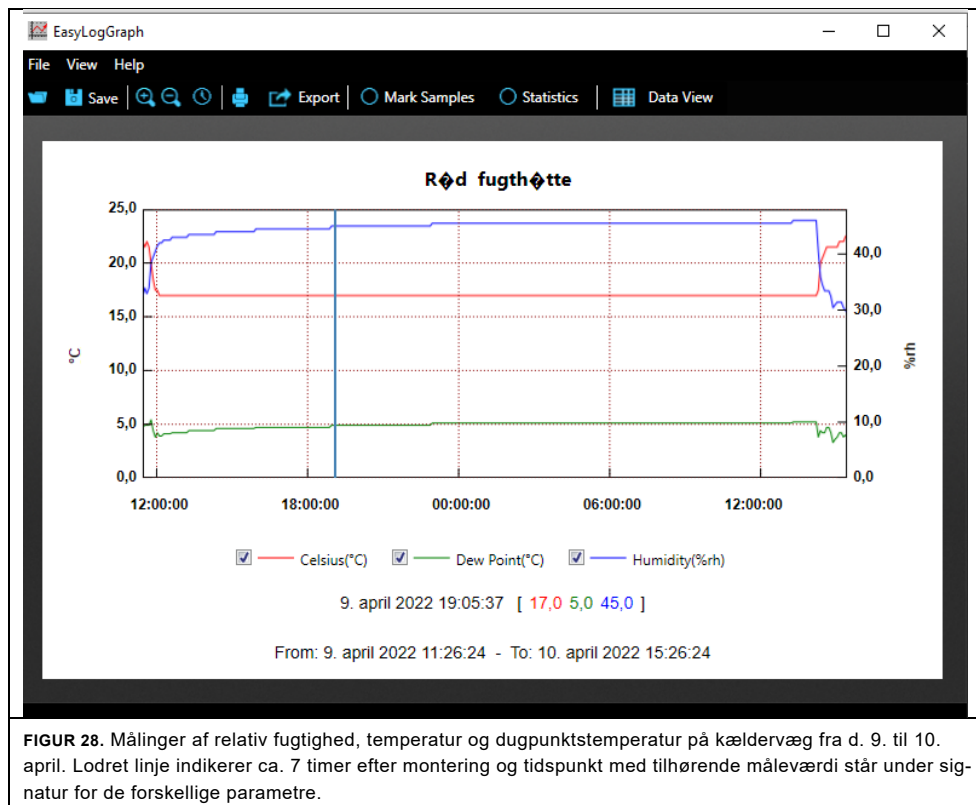 EasyLogGraph
File View Help
Save Export Mark Samples Statistics Data View
R�d fugth�tte
25,0
20,0
15,0
10,0
5,0
0,0
°C
40,0
30,0
20,0
10,0
0,0
%rh
12:00:00 18:00:00 00:00:00 06:00:00 12:00:00
Celsius(°C) Dew Point(°C) Humidity(%rh)
9. april 2022 19:05:37 [ 17,0 5,0 45,0 ]
From: 9. april 2022 11:26:24 - To: 10. april 2022 15:26:24
FIGUR 28. Målinger af relativ fugtighed, temperatur og dugpunktstemperatur på kældervæg fra d. 9. til 10.
april. Lodret linje indikerer ca. 7 timer efter montering og tidspunkt med tilhørende måleværdi står under sig-
natur for de forskellige parametre.